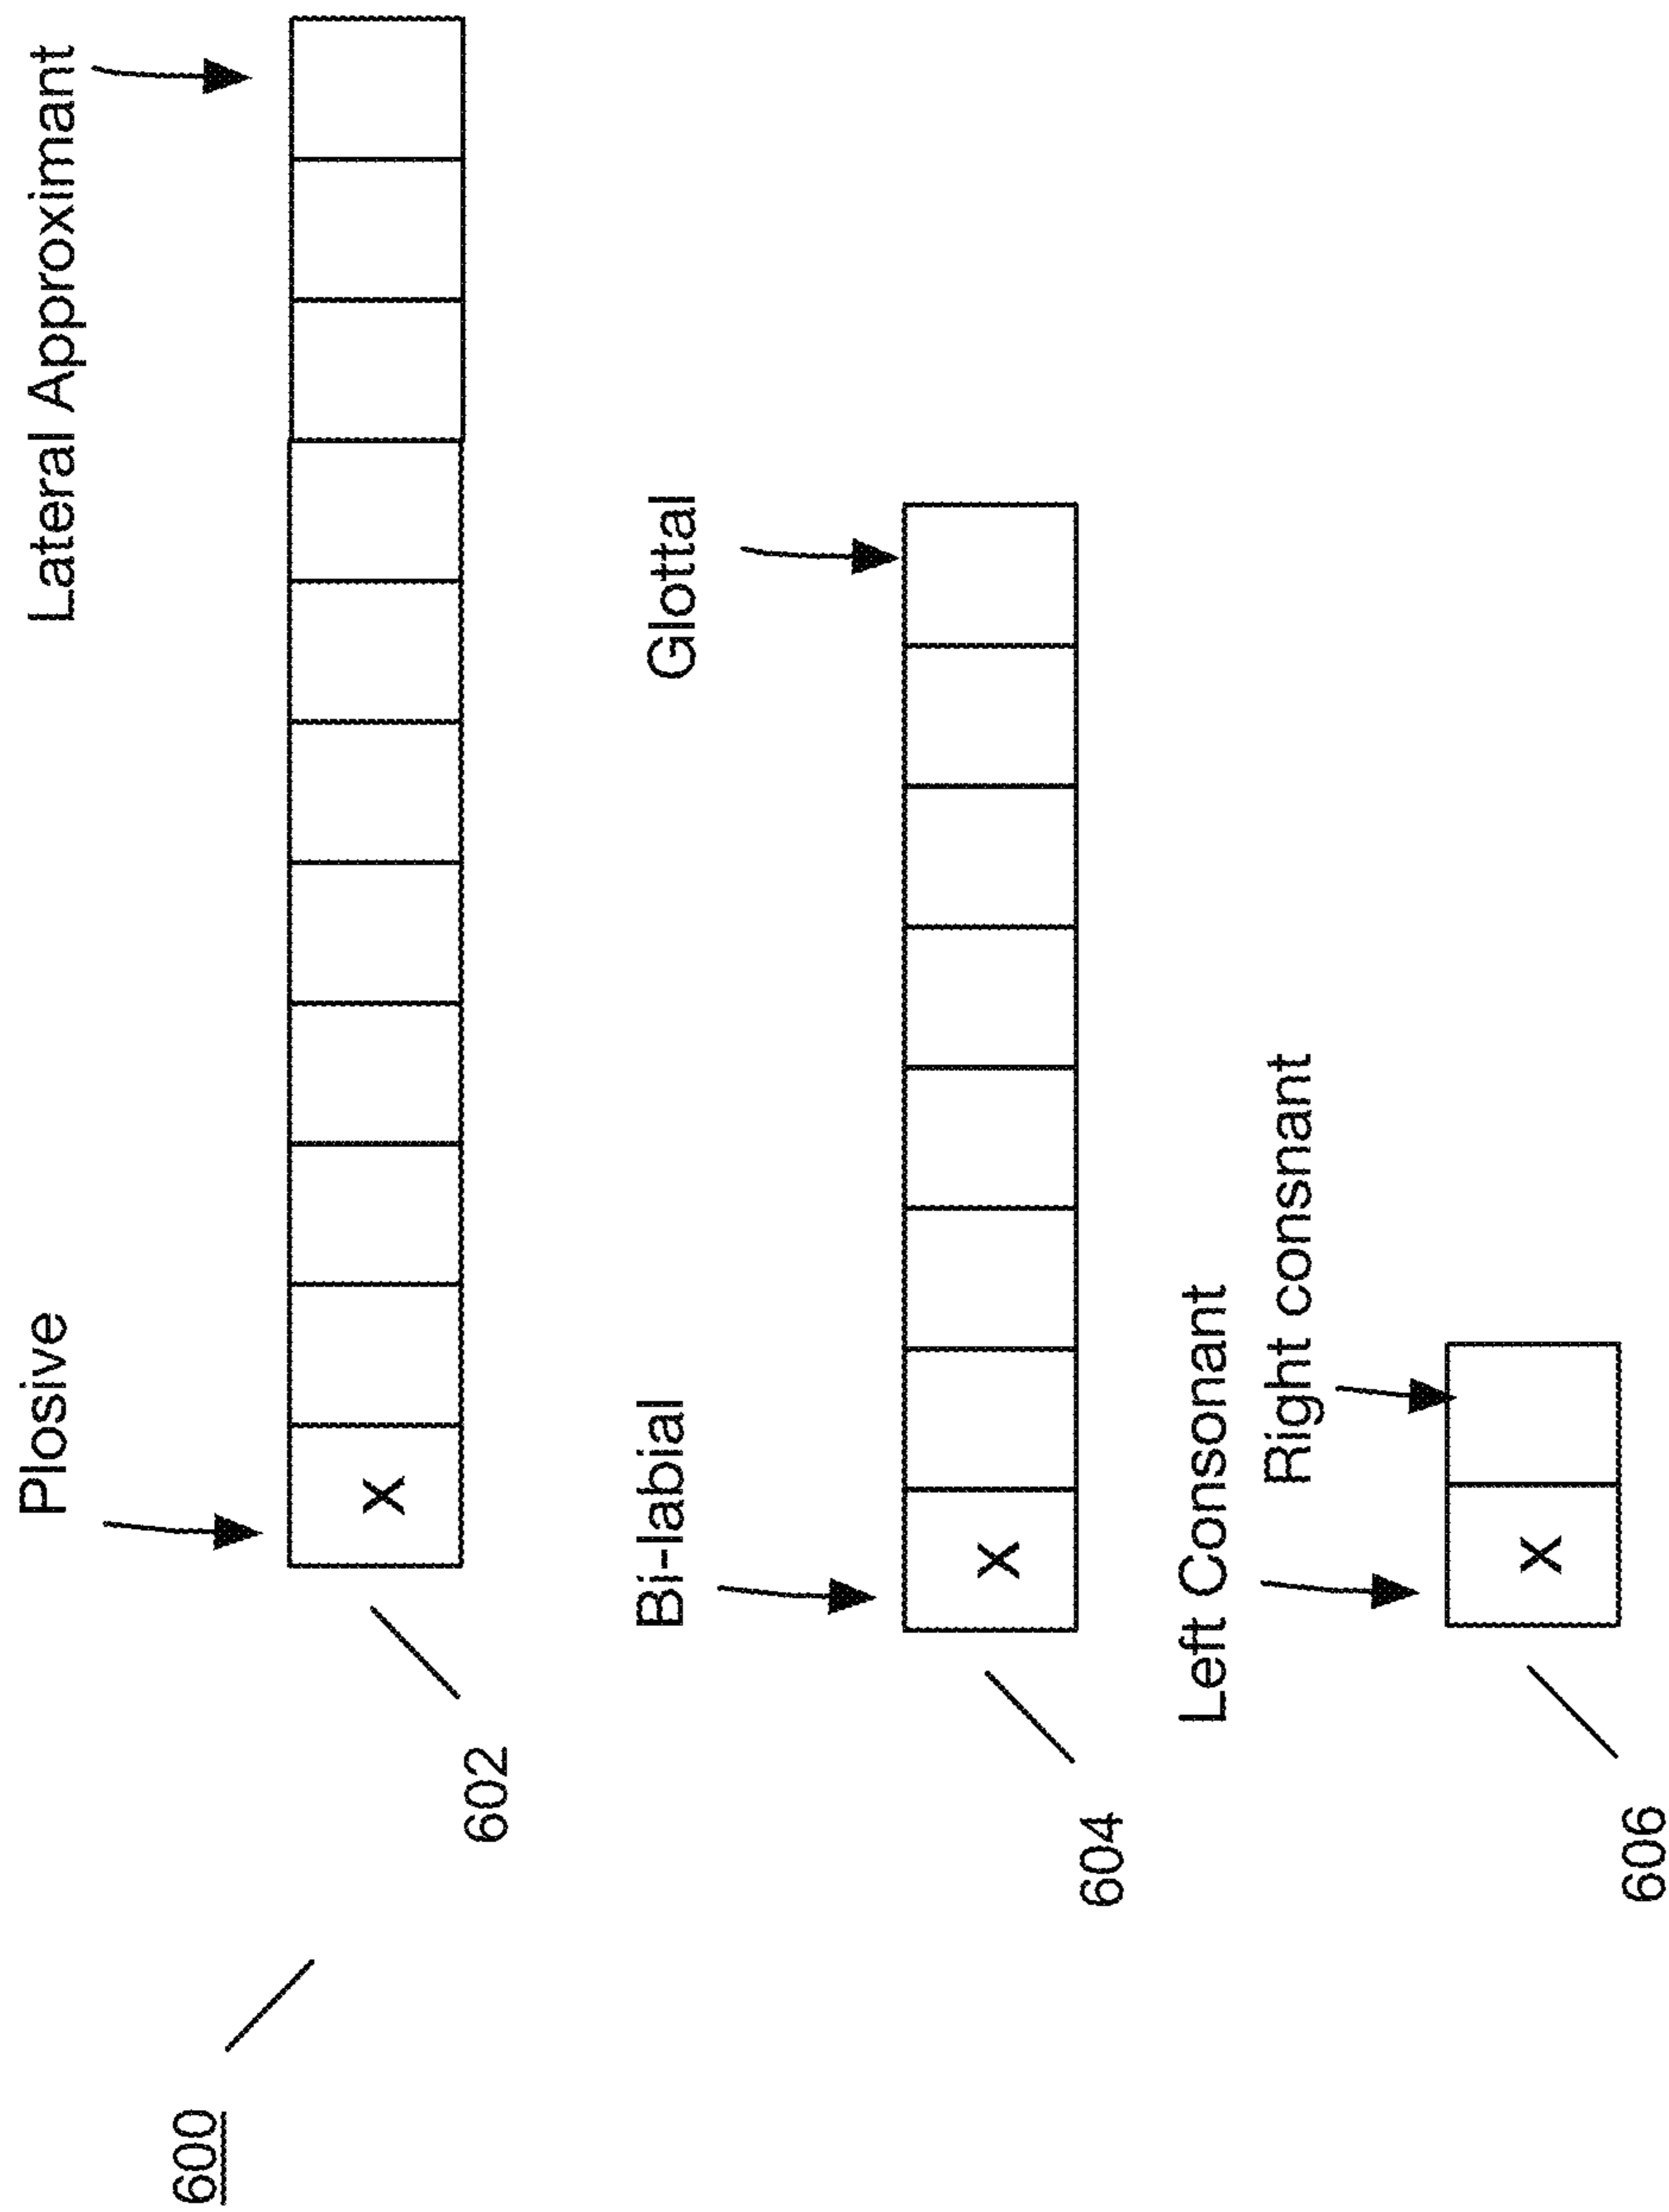 600
Plosive
Lateral Approximant
602
X
Bi-labial
Glottal
604
X
Left Consonant
Right consnant
606
X